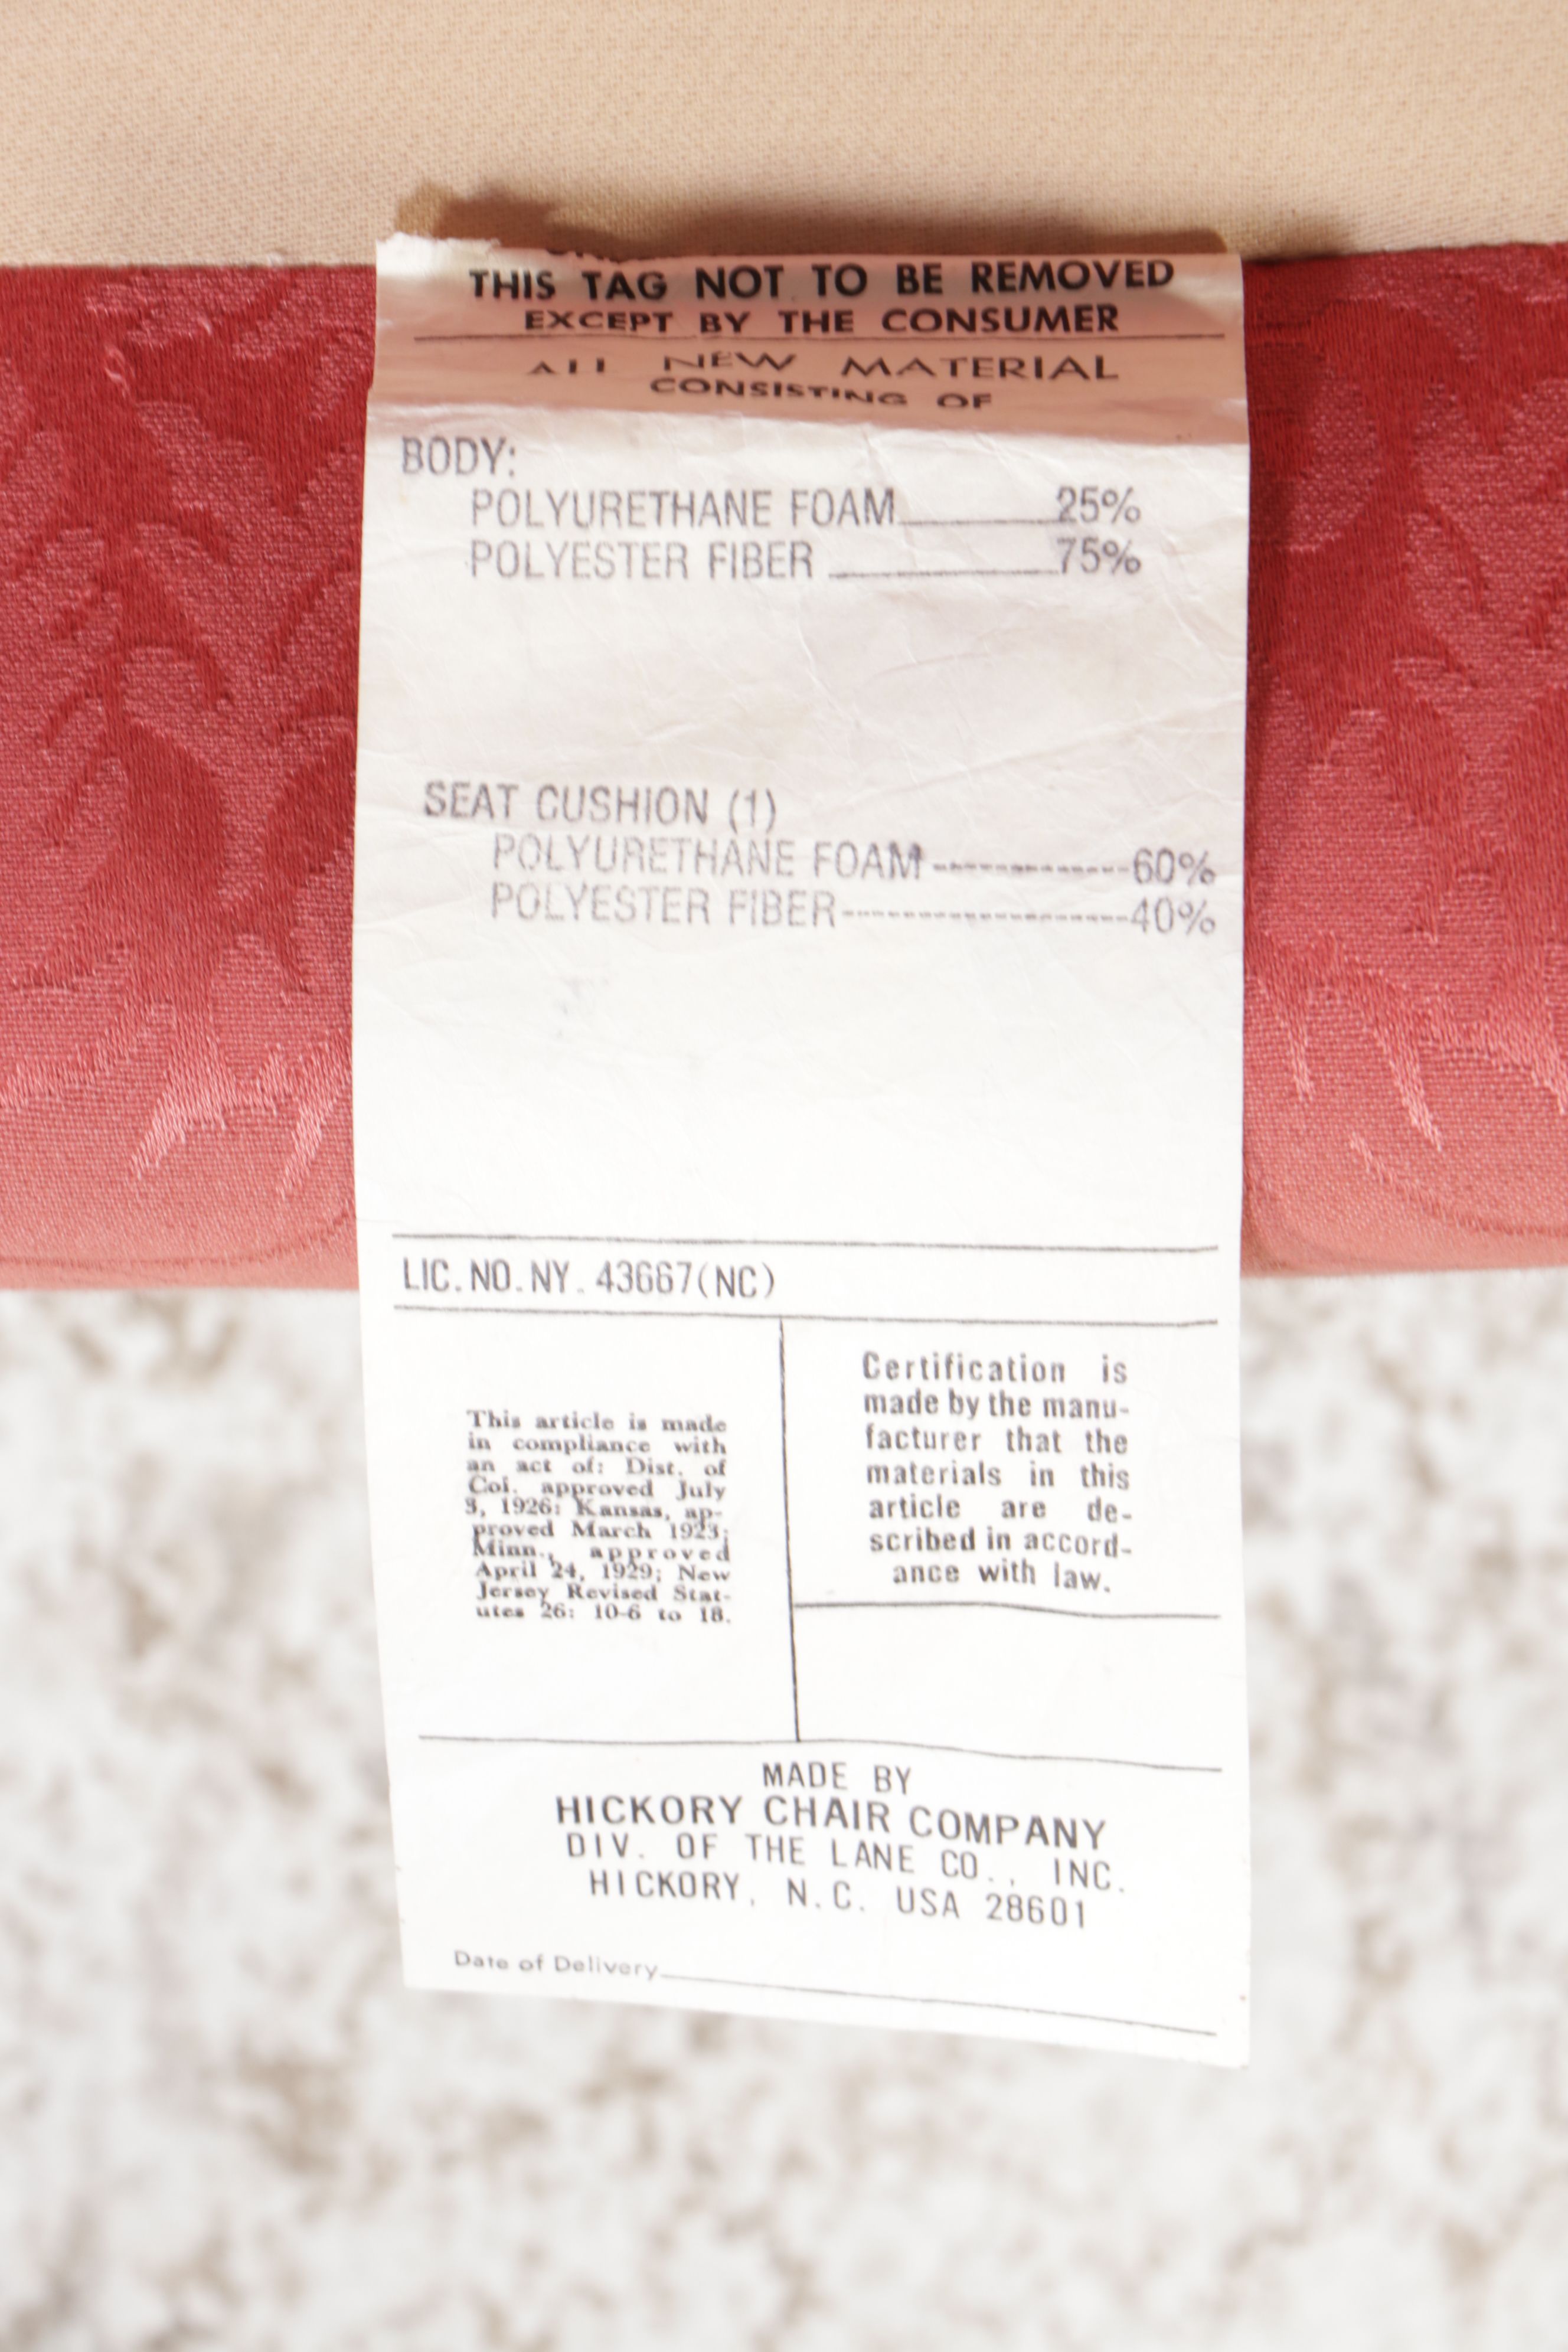 THIS TAG NOT TO BE REMOVED
EXCEPT BY THE CONSUMER
ALL NEW MATERIAL
CONSISTING OF
BODY:
POLYURETHANE FOAM 25%
POLYESTER FIBER 75%
SEAT CUSHION (1)
POLYURETHANE FOAM-------------60%
POLYESTER FIBER-------------------40%
LIC. NO. NY. 43667(NC)
This article is made
in compliance with
an act of: Dist. of
Col. approved July
3, 1926: Kansas, ap-
proved March 1923;
Minn., approved
April 24, 1929; New
Jersey Revised Stat-
utes 26: 10-6 to 18.
Certification is
made by the manu-
facturer that the
materials in this
article are de-
scribed in accord-
ance with law.
MADE BY
HICKORY CHAIR COMPANY
DIV. OF THE LANE CO., INC.
HICKORY, N.C. USA 28601
Date of Delivery